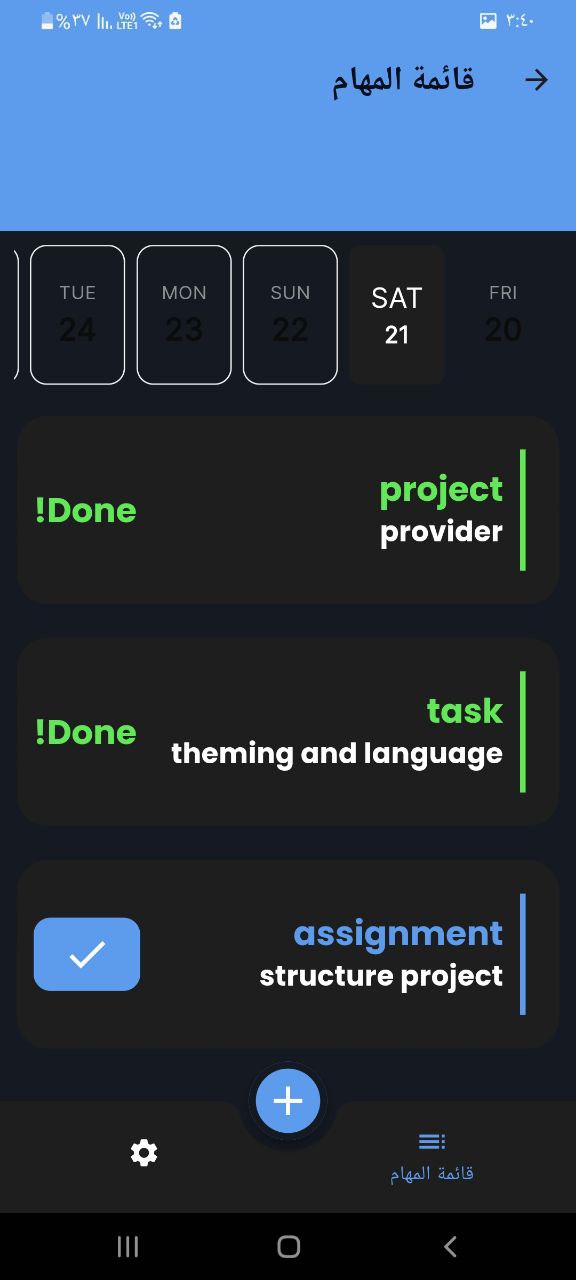 ٣:٤٠
%٣٧
Vo))
LTE1
قائمة المهام
FRI
20
SAT
21
SUN
22
MON
23
TUE
24
project
provider
!Done
task
theming and language
!Done
assignment
structure project
قائمة المهام